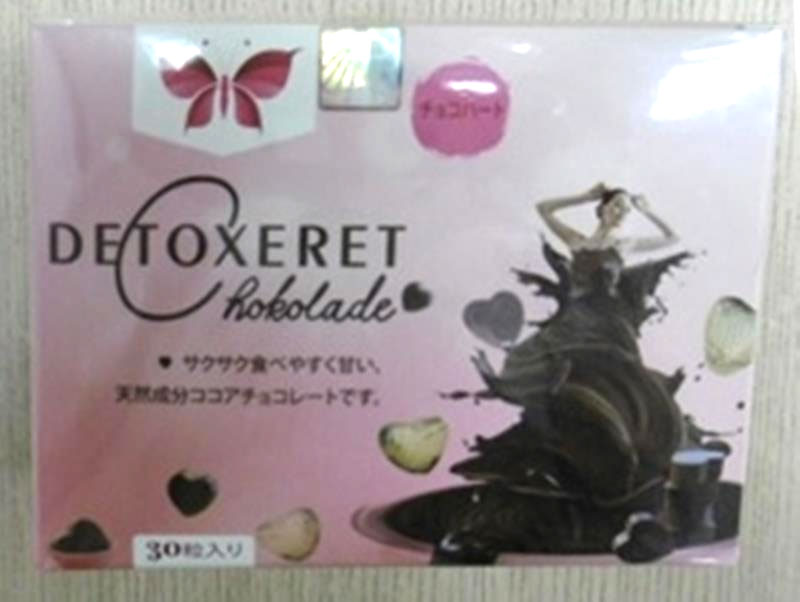 チョコハート
DETOXERET
Chokolade
サクサク食べやすく甘い。
天然成分ココアチョコレートです。
30粒入り